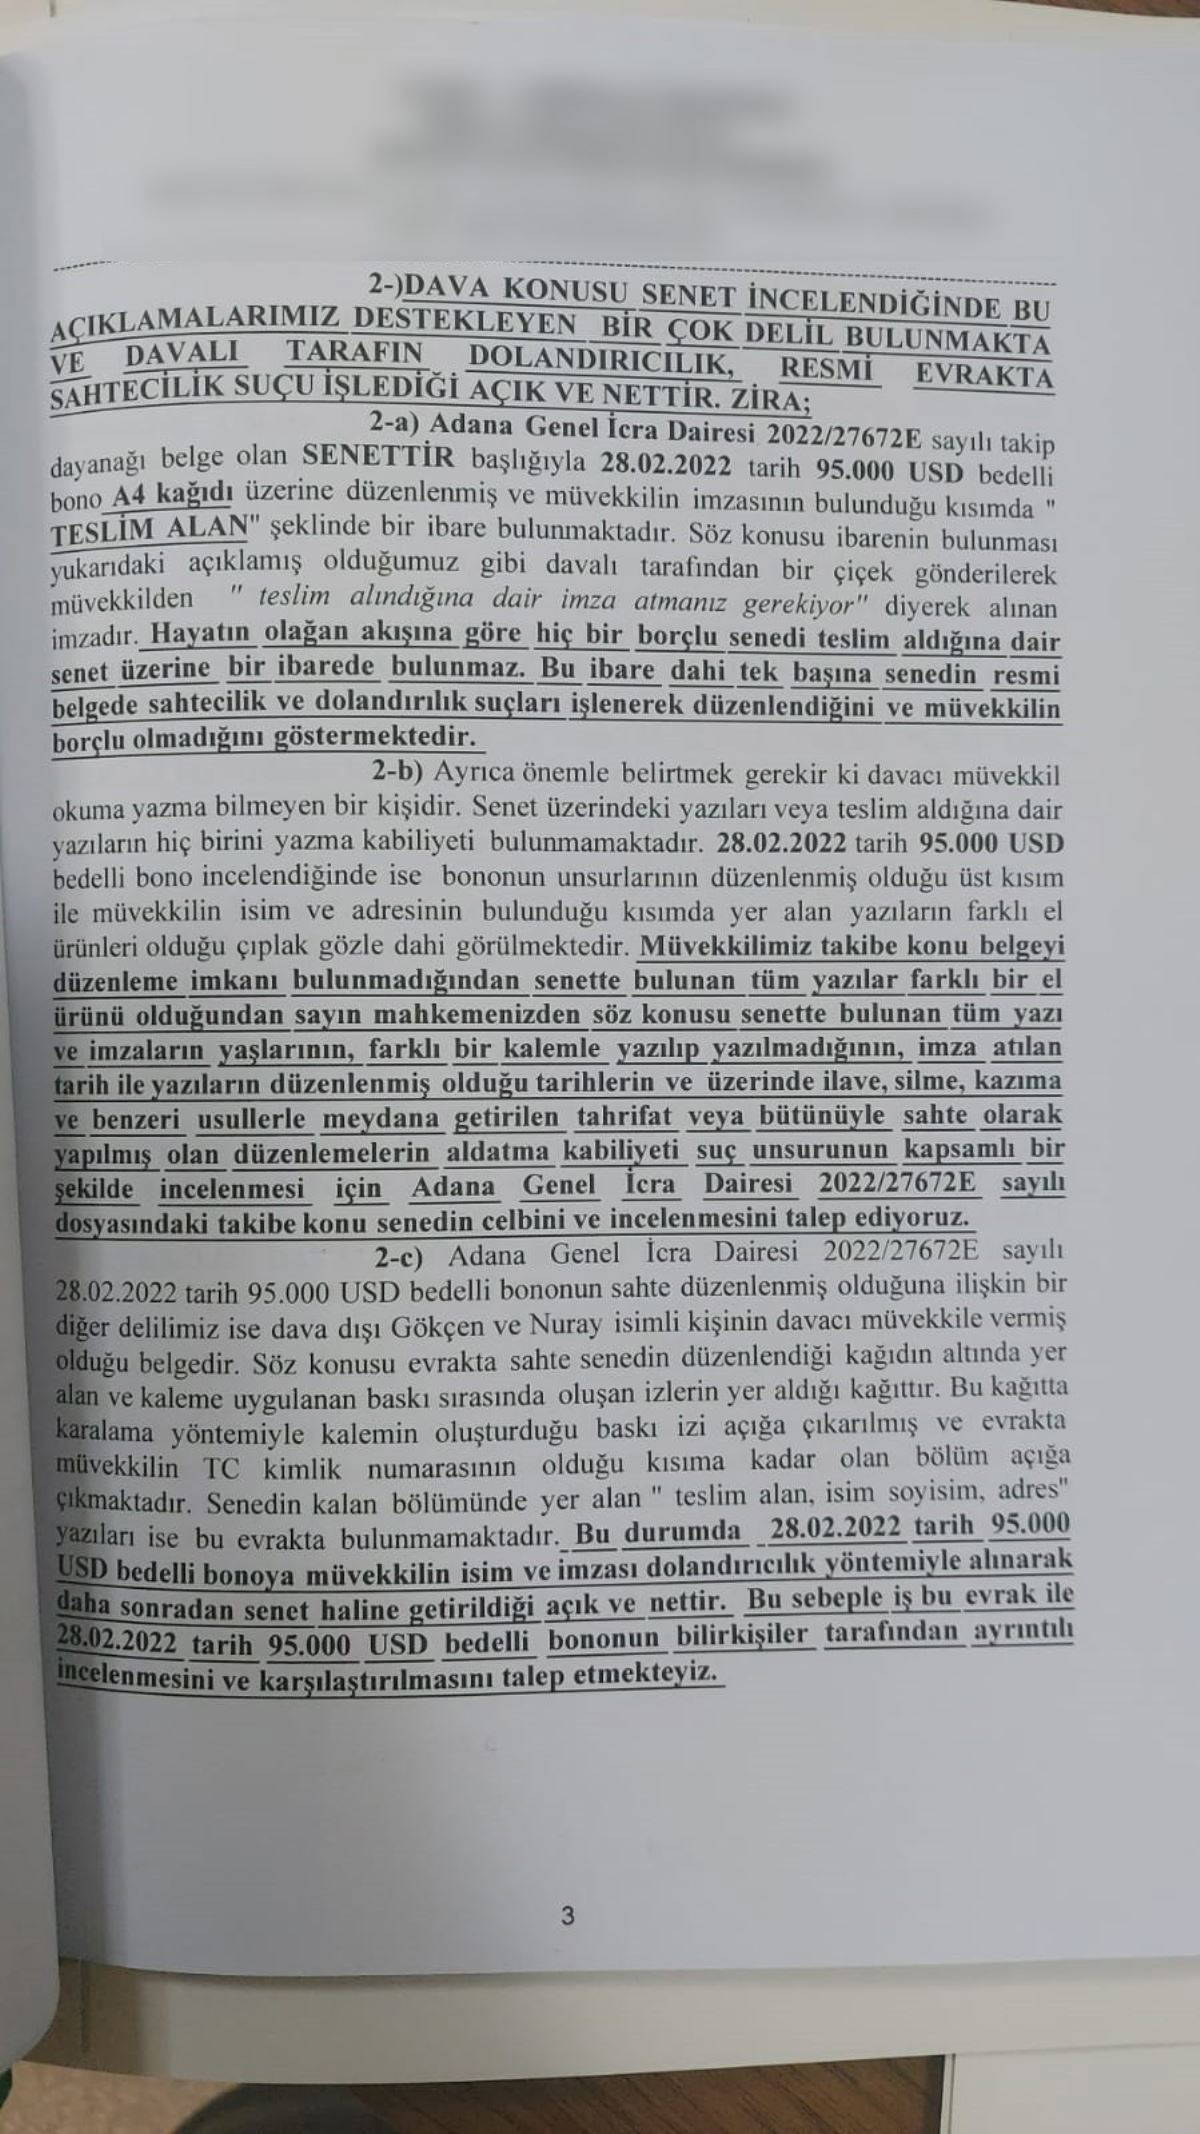 2-)DAVA KONUSU SENET İNCELENDİĞİNDE BU
AÇIKLAMALARIMIZ DESTEKLEYEN BİR ÇOK DELİL BULUNMAKTA
VE DAVALI TARAFIN DOLANDIRICILIK, RESMİ EVRAKTA
SAHTECİLİK SUÇU İŞLEDİĞİ AÇIK VE NETTİR. ZİRA;
2-a) Adana Genel İcra Dairesi 2022/27672E sayılı takip
dayanağı belge olan SENETTİR başlığıyla 28.02.2022 tarih 95.000 USD bedelli
bono A4 kağıdı üzerine düzenlenmiş ve müvekkilin imzasının bulunduğu kısımda "
TESLİM ALAN" şeklinde bir ibare bulunmaktadır. Söz konusu ibarenin bulunması
yukarıdaki açıklamış olduğumuz gibi davalı tarafından bir çiçek gönderilerek
müvekkilden " teslim alındığına dair imza atmanız gerekiyor" diyerek alınan
imzadır. Hayatın olağan akışına göre hiç bir borçlu senedi teslim aldığına dair
senet üzerine bir ibarede bulunmaz. Bu ibare dahi tek başına senedin resmi
belgede sahtecilik ve dolandırılık suçları işlenerek düzenlendiğini ve müvekkilin
borçlu olmadığını göstermektedir.
2-b) Ayrıca önemle belirtmek gerekir ki davacı müvekkil
okuma yazma bilmeyen bir kişidir. Senet üzerindeki yazıları veya teslim aldığına dair
yazıların hiç birini yazma kabiliyeti bulunmamaktadır. 28.02.2022 tarih 95.000 USD
bedelli bono incelendiğinde ise bononun unsurlarının düzenlenmiş olduğu üst kısım
ile müvekkilin isim ve adresinin bulunduğu kısımda yer alan yazıların farklı el
ürünleri olduğu çıplak gözle dahi görülmektedir. Müvekkilimiz takibe konu belgeyi
düzenleme imkanı bulunmadığından senette bulunan tüm yazılar farklı bir el
ürünü olduğundan sayın mahkemenizden söz konusu senette bulunan tüm yazı
ve imzaların yaşlarının, farklı bir kalemle yazılıp yazılmadığının, imza atılan
tarih ile yazıların düzenlenmiş olduğu tarihlerin ve üzerinde ilave, silme, kazıma
ve benzeri usullerle meydana getirilen tahrifat veya bütünüyle sahte olarak
yapılmış olan düzenlemelerin aldatma kabiliyeti suç unsurunun kapsamlı bir
şekilde incelenmesi için Adana Genel İcra Dairesi 2022/27672E sayılı
dosyasındaki takibe konu senedin celbini ve incelenmesini talep ediyoruz.
2-c) Adana Genel İcra Dairesi 2022/27672E sayılı
28.02.2022 tarih 95.000 USD bedelli bononun sahte düzenlenmiş olduğuna ilişkin bir
diğer delilimiz ise dava dışı Gökçen ve Nuray isimli kişinin davacı müvekkile vermiş
olduğu belgedir. Söz konusu evrakta sahte senedin düzenlendiği kağıdın altında yer
alan ve kaleme uygulanan baskı sırasında oluşan izlerin yer aldığı kağıttır. Bu kağıtta
karalama yöntemiyle kalemin oluşturduğu baskı izi açığa çıkarılmış ve evrakta
müvekkilin TC kimlik numarasının olduğu kısıma kadar olan bölüm açığa
çıkmaktadır. Senedin kalan bölümünde yer alan " teslim alan, isim soyisim, adres"
yazıları ise bu evrakta bulunmamaktadır. Bu durumda 28.02.2022 tarih 95.000
USD bedelli bonoya müvekkilin isim ve imzası dolandırıcılık yöntemiyle alınarak
daha sonradan senet haline getirildiği açık ve nettir. Bu sebeple iş bu evrak ile
28.02.2022 tarih 95.000 USD bedelli bononun bilirkişiler tarafından ayrıntılı
incelenmesini ve karşılaştırılmasını talep etmekteyiz.
3